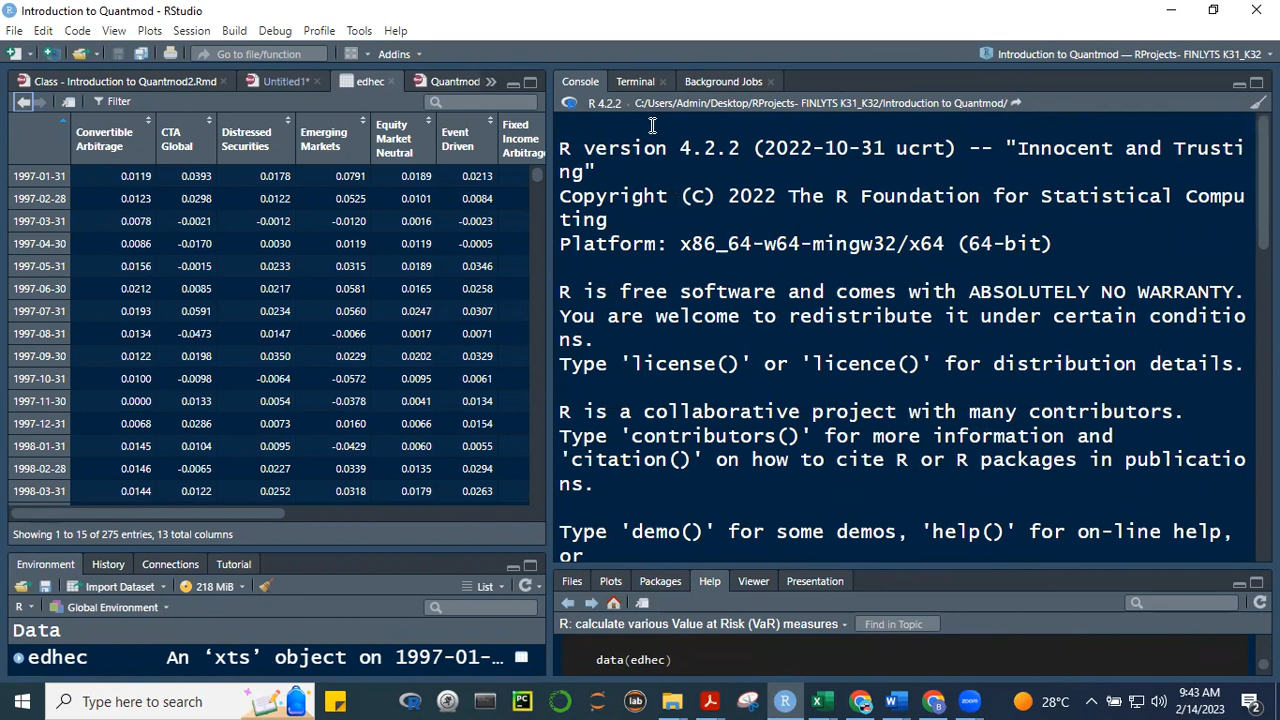 Introduction to Quantmod - RStudio
File Edit Code View Plots Session Build Debug Profile Tools Help
Go to file/function Addins Introduction to Quantmod — RProjects- FINLYTS K31_K32
Class - Introduction to Quantmod2.Rmd Untitled1* edhec Quantmod
Filter
Convertible Arbitrage CTA Global Distressed Securities Emerging Markets Equity Market Neutral Event Driven Fixed Income Arbitrage
1997-01-31 0.0119 0.0393 0.0178 0.0791 0.0189 0.0213
1997-02-28 0.0123 0.0298 0.0122 0.0525 0.0101 0.0084
1997-03-31 0.0078 -0.0021 -0.0012 -0.0120 0.0016 -0.0023
1997-04-30 0.0086 -0.0170 0.0030 0.0119 0.0119 -0.0005
1997-05-31 0.0156 -0.0015 0.0233 0.0315 0.0189 0.0346
1997-06-30 0.0212 0.0085 0.0217 0.0581 0.0165 0.0258
1997-07-31 0.0193 0.0591 0.0234 0.0560 0.0247 0.0307
1997-08-31 0.0134 -0.0473 0.0147 -0.0066 0.0017 0.0071
1997-09-30 0.0122 0.0198 0.0350 0.0229 0.0202 0.0329
1997-10-31 0.0100 -0.0098 -0.0064 -0.0572 0.0095 0.0061
1997-11-30 0.0000 0.0133 0.0054 -0.0378 0.0041 0.0134
1997-12-31 0.0068 0.0286 0.0073 0.0160 0.0066 0.0154
1998-01-31 0.0145 0.0104 0.0095 -0.0429 0.0060 0.0055
1998-02-28 0.0146 -0.0065 0.0227 0.0339 0.0135 0.0294
1998-03-31 0.0144 0.0122 0.0252 0.0318 0.0179 0.0263
Showing 1 to 15 of 275 entries, 13 total columns
Environment History Connections Tutorial
Import Dataset 218 MiB List
R Global Environment
Data
edhec An ‘xts’ object on 1997-01-…
Console Terminal Background Jobs
R 4.2.2 · C:/Users/Admin/Desktop/RProjects- FINLYTS K31_K32/Introduction to Quantmod/
R version 4.2.2 (2022-10-31 ucrt) -- "Innocent and Trusti
ng"
Copyright (C) 2022 The R Foundation for Statistical Compu
ting
Platform: x86_64-w64-mingw32/x64 (64-bit)
R is free software and comes with ABSOLUTELY NO WARRANTY.
You are welcome to redistribute it under certain conditio
ns.
Type 'license()' or 'licence()' for distribution details.
R is a collaborative project with many contributors.
Type 'contributors()' for more information and
'citation()' on how to cite R or R packages in publicatio
ns.
Type 'demo()' for some demos, 'help()' for on-line help,
or
Files Plots Packages Help Viewer Presentation
R: calculate various Value at Risk (VaR) measures Find in Topic
data(edhec)
Type here to search PC lab R W zoom 28°C 9:43 AM
2/14/2023 2